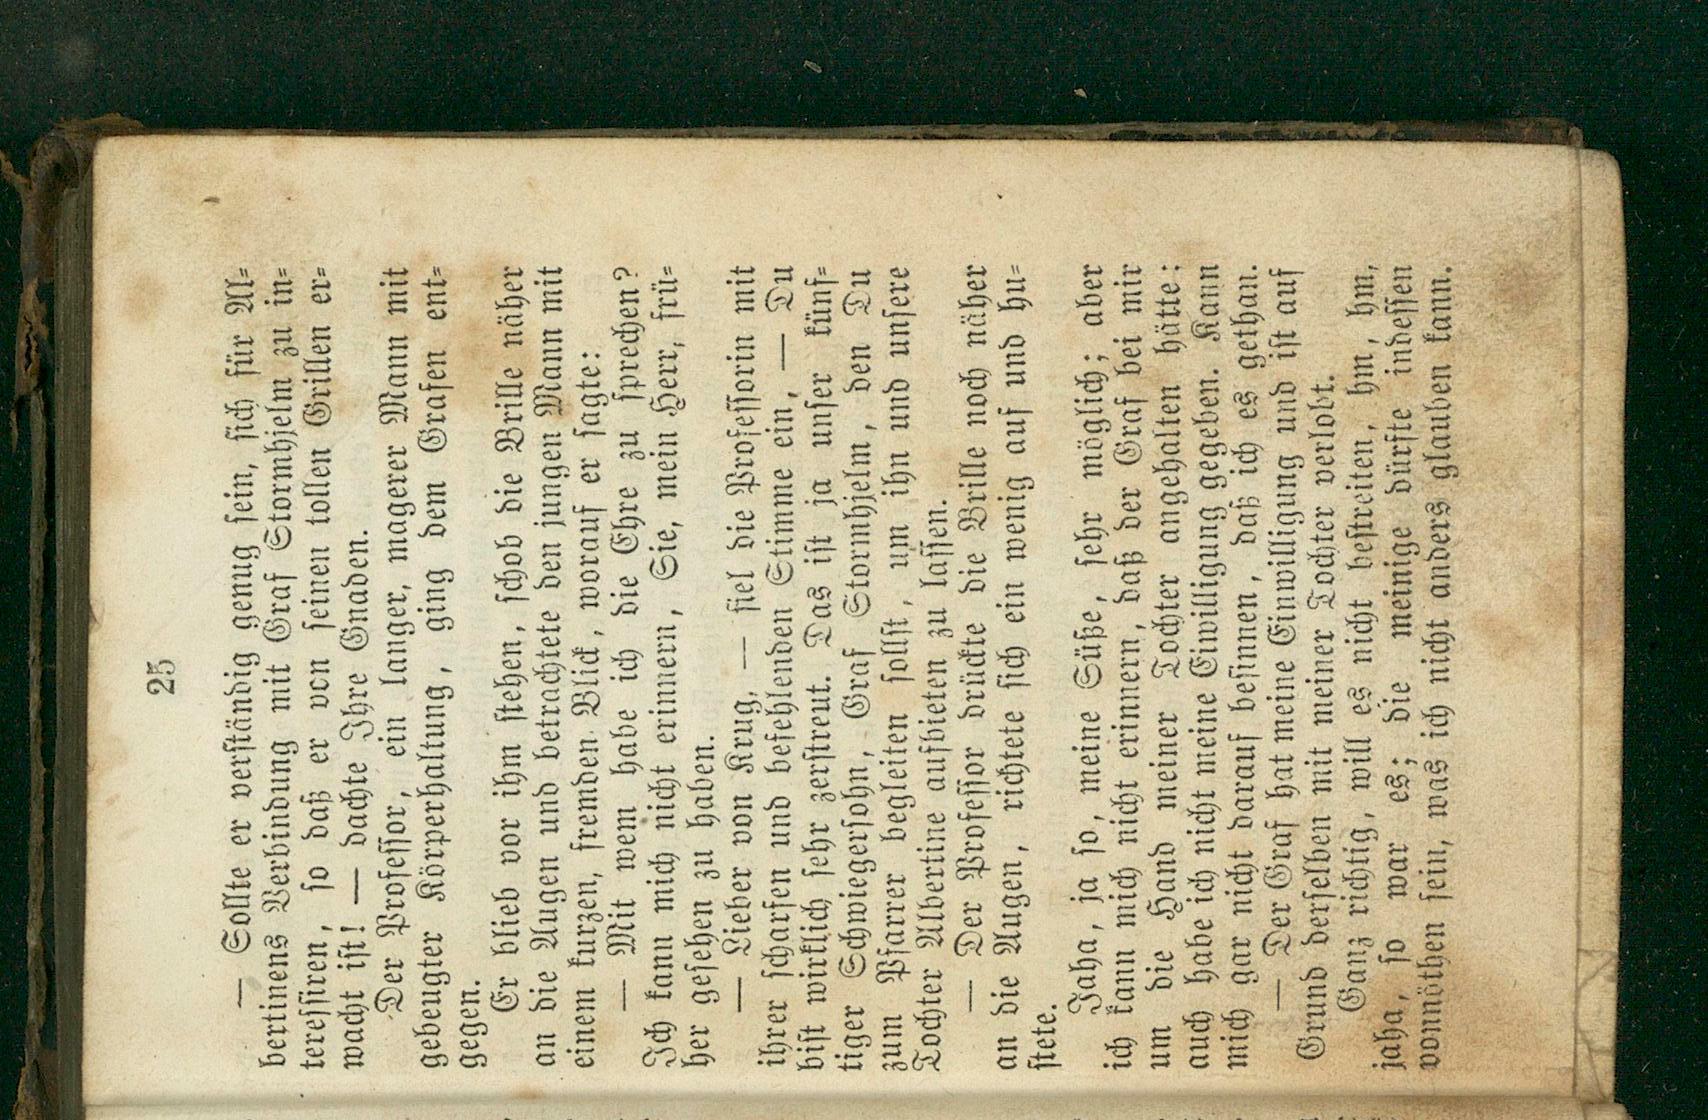 25
— Sollte er verständig genug sein, sich für Al-
bertinens Verbindung mit Graf Stormhjelm zu in-
teressiren, so daß er von seinen tollen Grillen er-
wacht ist! — dachte Ihre Gnaden.
Der Professor, ein langer, magerer Mann mit
gebeugter Körperhaltung, ging dem Grafen ent-
gegen.
Er blieb vor ihm stehen, schob die Brille näher
an die Augen und betrachtete den jungen Mann mit
einem kurzen, fremden Blick, worauf er sagte:
— Mit wem habe ich die Ehre zu sprechen?
Ich kann mich nicht erinnern, Sie, mein Herr, frü-
her gesehen zu haben.
— Lieber von Krug, — fiel die Professorin mit
ihrer scharfen und befehlenden Stimme ein, — Du
bist wirklich sehr zerstreut. Das ist ja unser künf-
tiger Schwiegersohn, Graf Stormhjelm, den Du
zum Pfarrer begleiten sollst, um ihn und unsere
Tochter Albertine aufbieten zu lassen.
— Der Professor drückte die Brille noch näher
an die Augen, richtete sich ein wenig auf und hu-
stete.
Jaha, ja so, meine Süße, sehr möglich; aber
ich kann mich nicht erinnern, daß der Graf bei mir
um die Hand meiner Tochter angehalten hätte:
auch habe ich nicht meine Eiwilligung gegeben. Kann
mich gar nicht darauf besinnen, daß ich es gethan.
— Der Graf hat meine Einwilligung und ist auf
Grund derselben mit meiner Tochter verlobt.
Ganz richtig, will es nicht bestreiten, hm, hm,
jaha, so war es; die meinige dürfte indessen
vonnöthen sein, was ich nicht anders glauben kann.